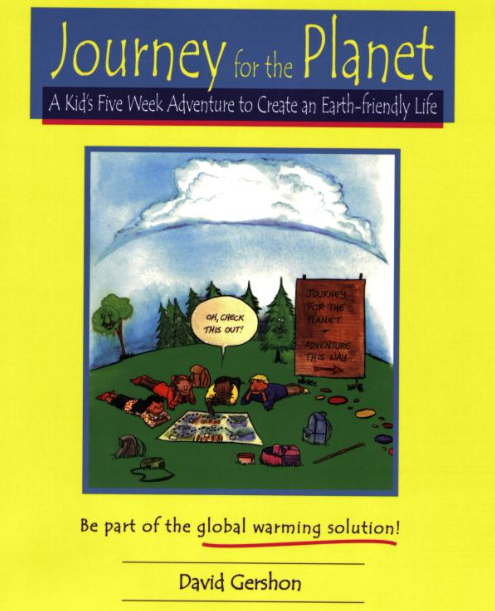 Journey for the Planet
A Kid's Five Week Adventure to Create an Earth-friendly Life
OH, CHECK
THIS OUT!
JOURNEY
FOR THE
PLANET
-
ADVENTURE
THIS WAY
Be part of the global warming solution!
David Gershon